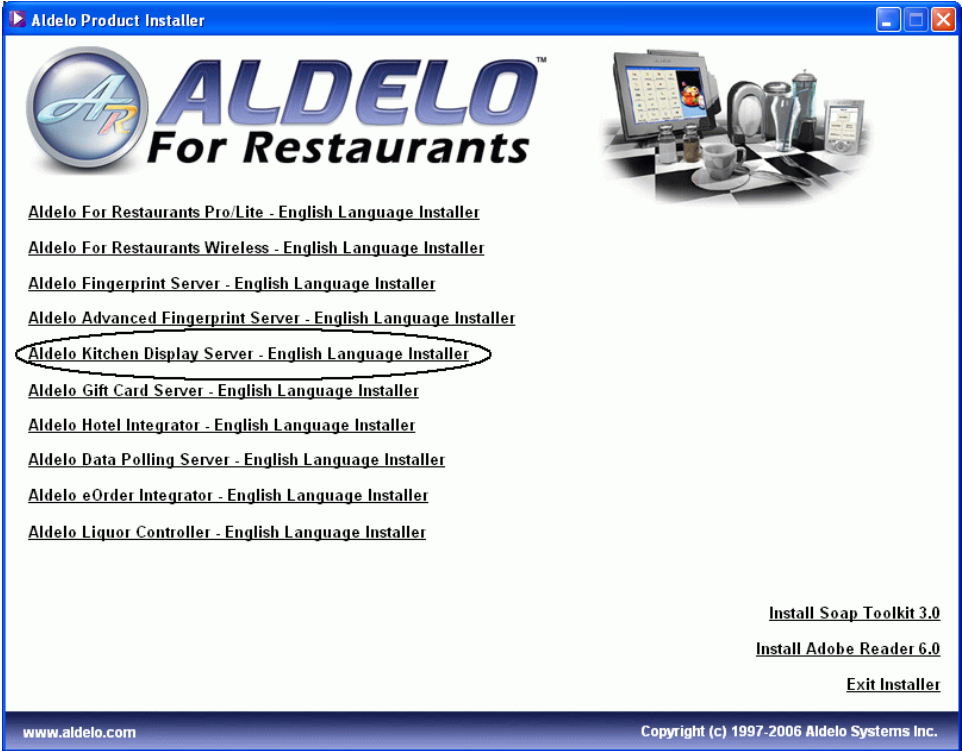 Aldelo Product Installer
AR
ALDELO™
For Restaurants
Aldelo For Restaurants Pro/Lite - English Language Installer
Aldelo For Restaurants Wireless - English Language Installer
Aldelo Fingerprint Server - English Language Installer
Aldelo Advanced Fingerprint Server - English Language Installer
Aldelo Kitchen Display Server - English Language Installer
Aldelo Gift Card Server - English Language Installer
Aldelo Hotel Integrator - English Language Installer
Aldelo Data Polling Server - English Language Installer
Aldelo eOrder Integrator - English Language Installer
Aldelo Liquor Controller - English Language Installer
Install Soap Toolkit 3.0
Install Adobe Reader 6.0
Exit Installer
www.aldelo.com
Copyright (c) 1997-2006 Aldelo Systems Inc.